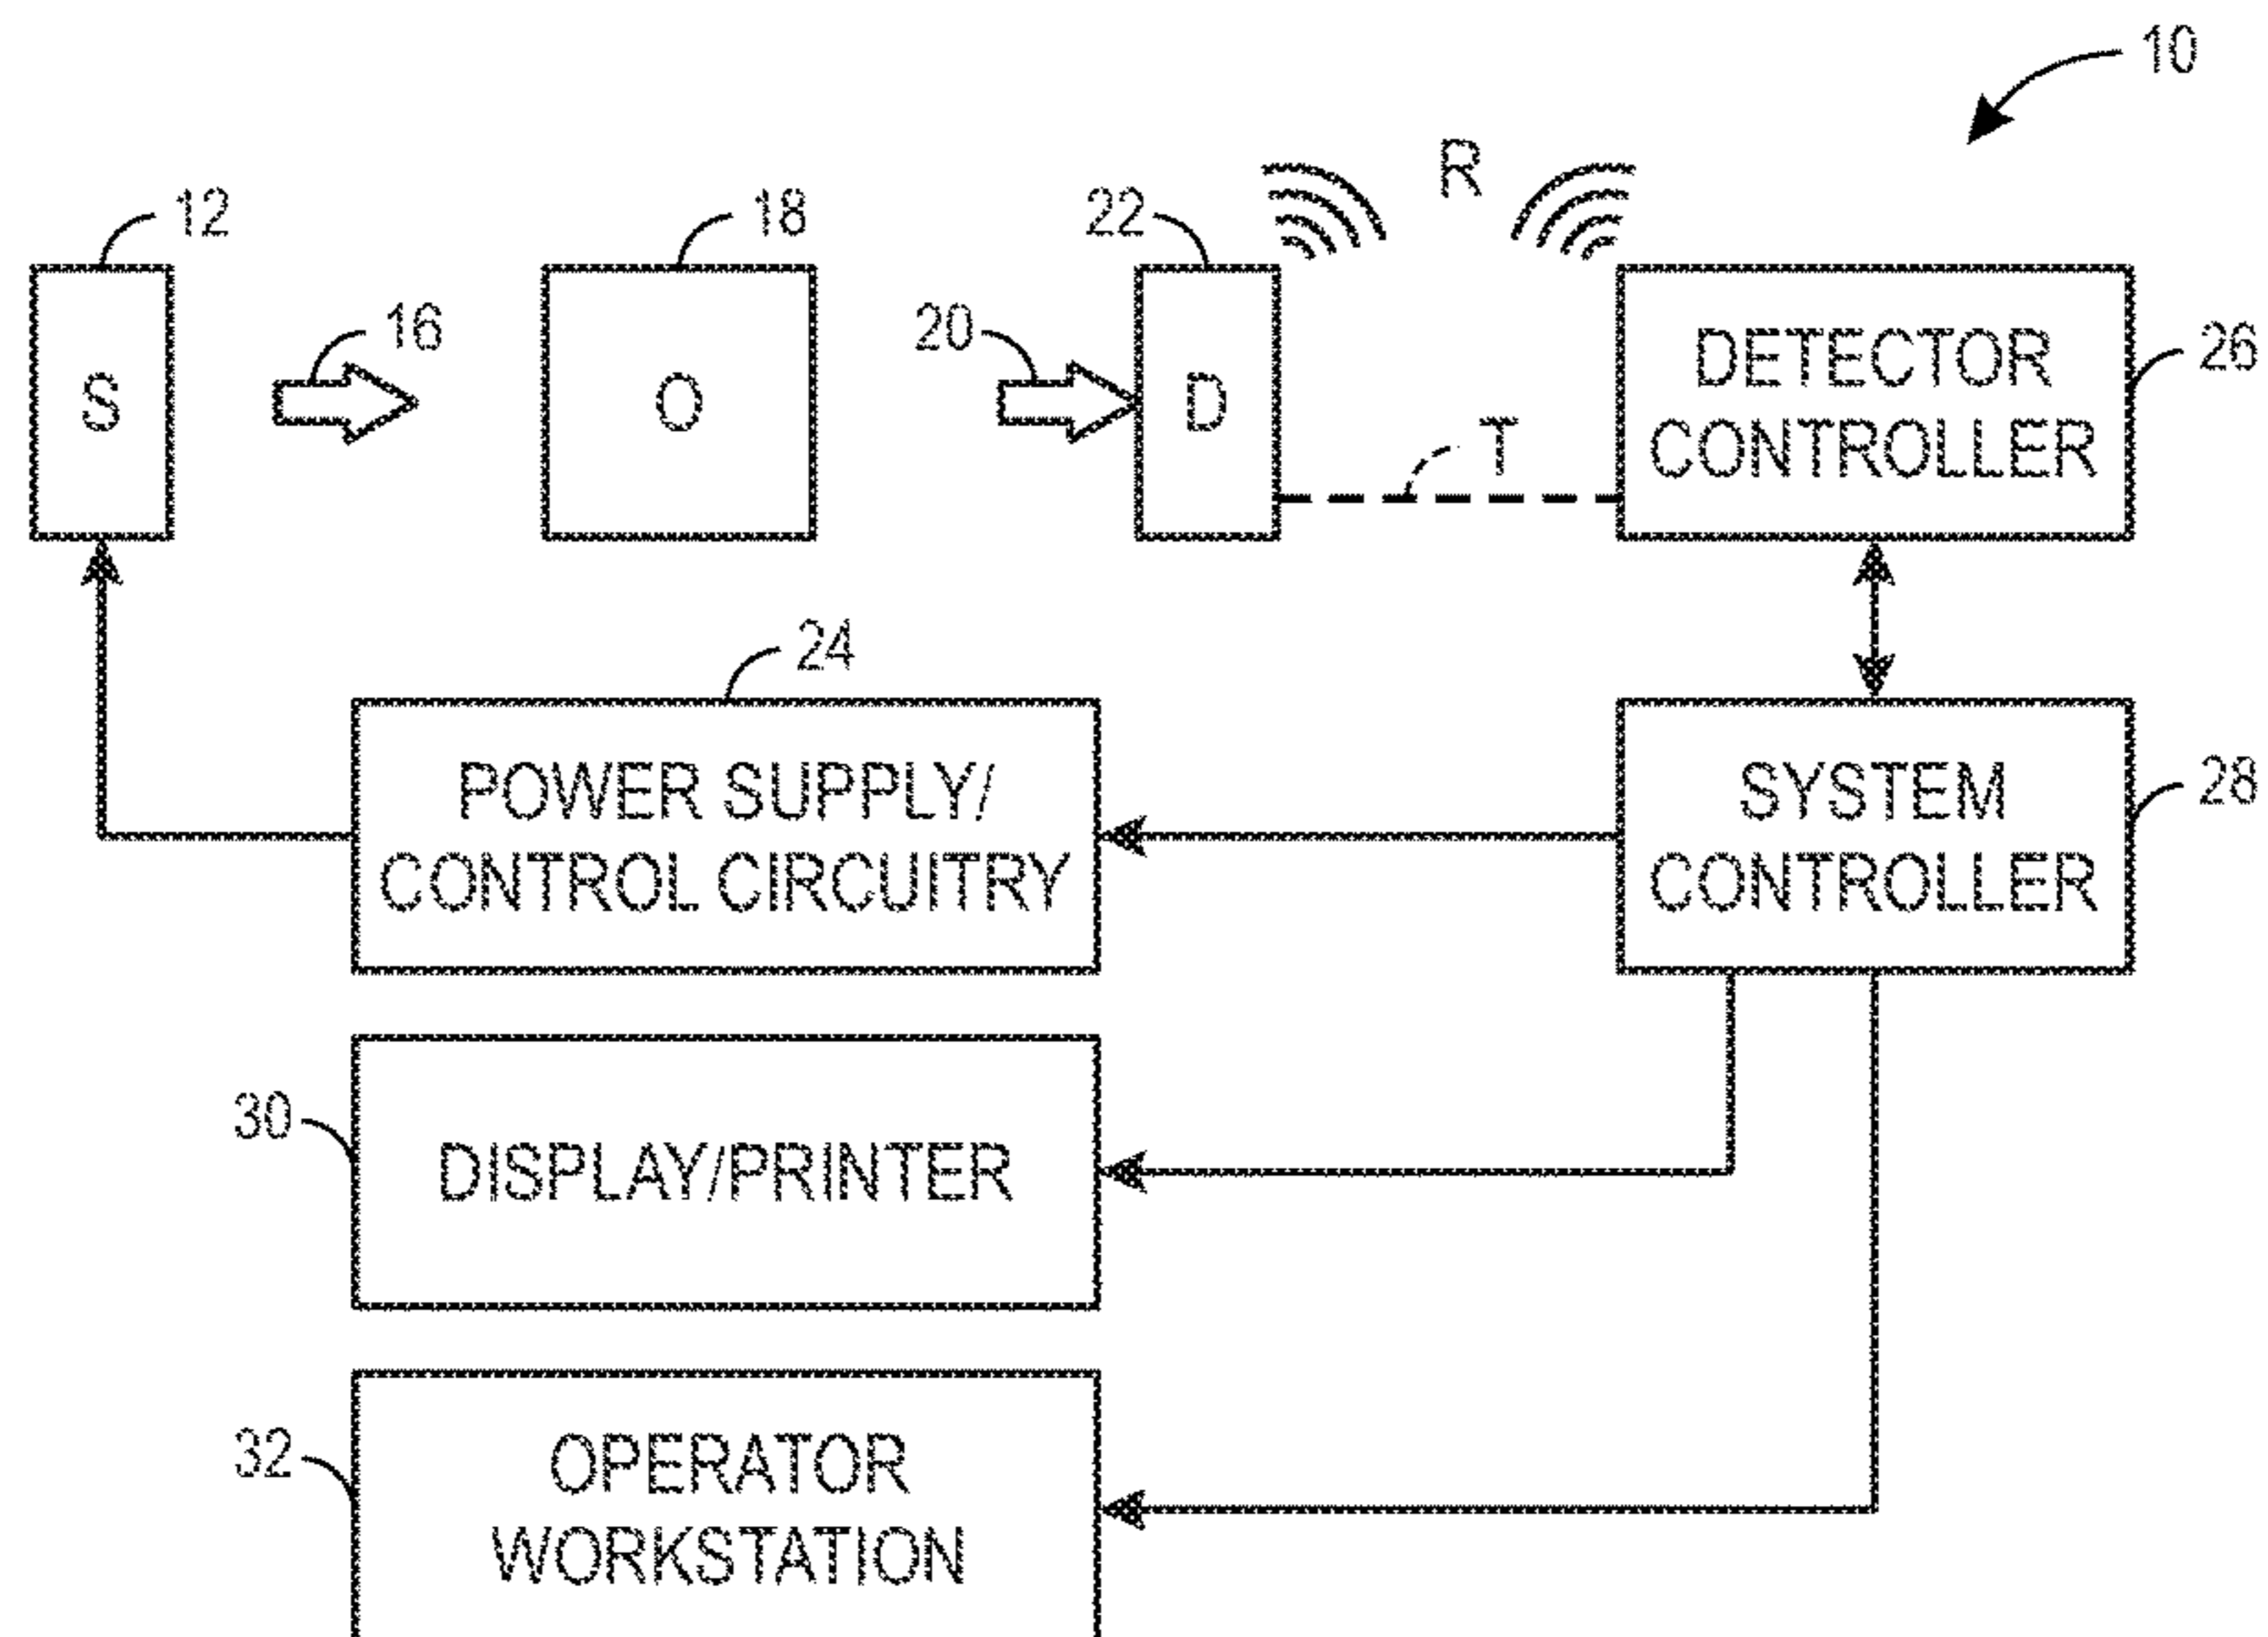 10
R
12
18
22
16
20
S
O
D
T
DETECTOR
CONTROLLER
26
24
POWER SUPPLY/
CONTROL CIRCUITRY
SYSTEM
CONTROLLER
28
30
DISPLAY/PRINTER
32
OPERATOR
WORKSTATION